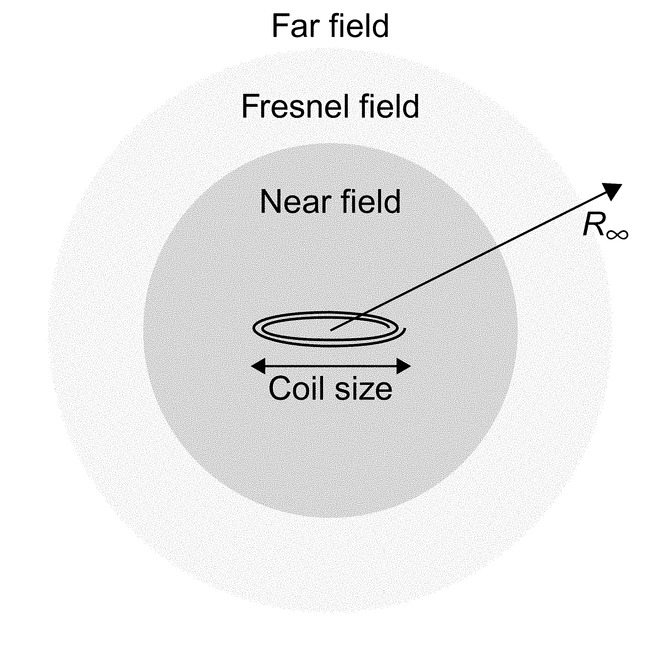 Far field
Fresnel field
Near field
R∞
Coil size